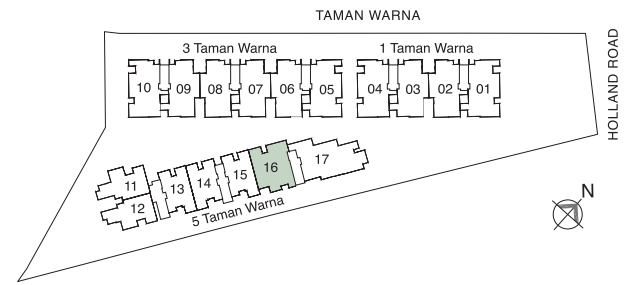 TAMAN WARNA
HOLLAND ROAD
3 Taman Warna
1 Taman Warna
10 09 08 07 06 05 04 03 02 01
11 12 13 14 15 16 17
5 Taman Warna
N